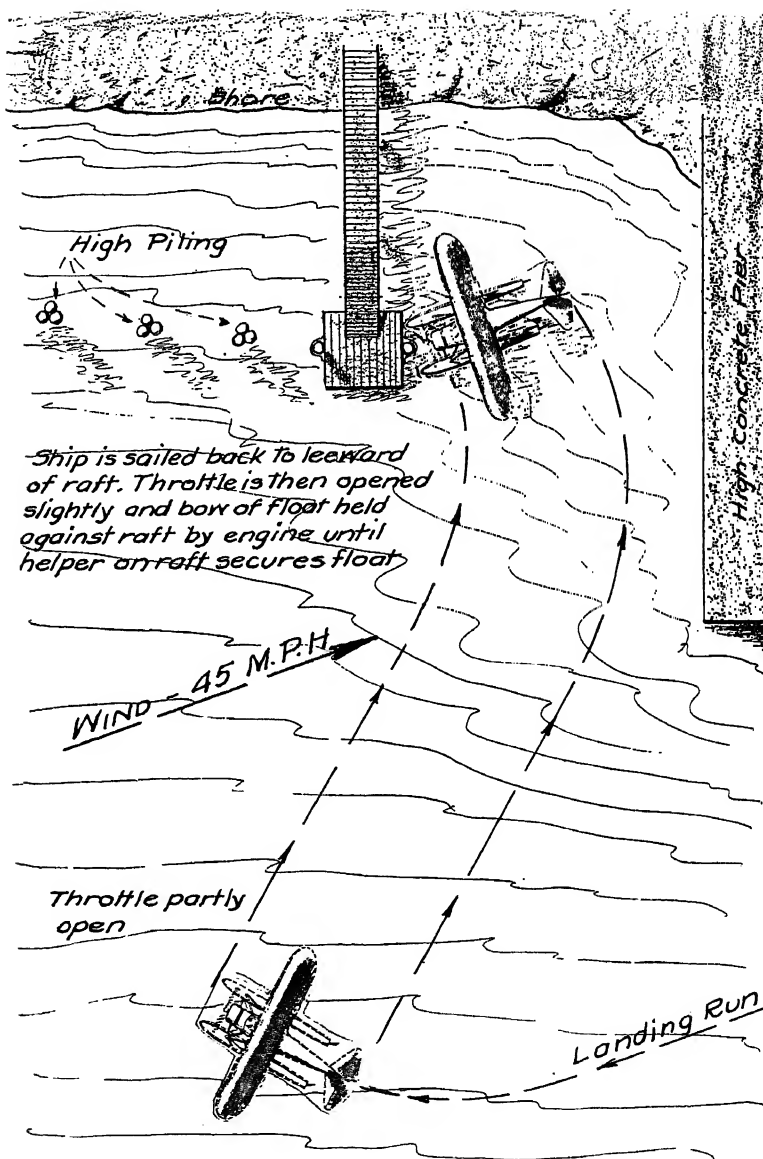 Shore
High Piling
High Concrete Pier
Ship is sailed back to leeward
of raft. Throttle is then opened
slightly and bow of float held
against raft by engine until
helper on raft secures float
WIND - 45 M.P.H
Throttle partly
open
Landing Run